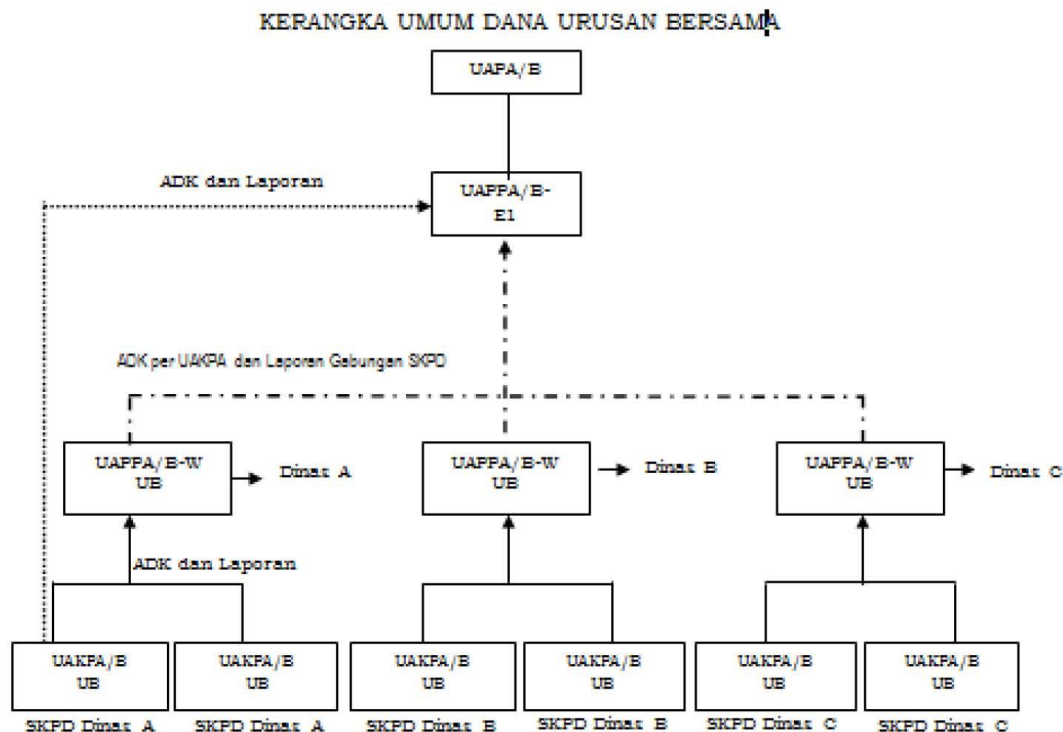 KERANGKA UMUM DANA URUSAN BERSAMA
UAPA/B
ADK dan Laporan
UAPPA/B-
E1
ADK per UAKPA dan Laporan Gabungan SKPD
UAPPA/B-W
UB
Dinas A
UAPPA/B-W
UB
Dinas B
UAPPA/B-W
UB
Dinas C
ADK dan Laporan
UAKPA/B
UB
UAKPA/B
UB
UAKPA/B
UB
UAKPA/B
UB
UAKPA/B
UB
UAKPA/B
UB
SKPD Dinas A
SKPD Dinas A
SKPD Dinas B
SKPD Dinas B
SKPD Dinas C
SKPD Dinas C